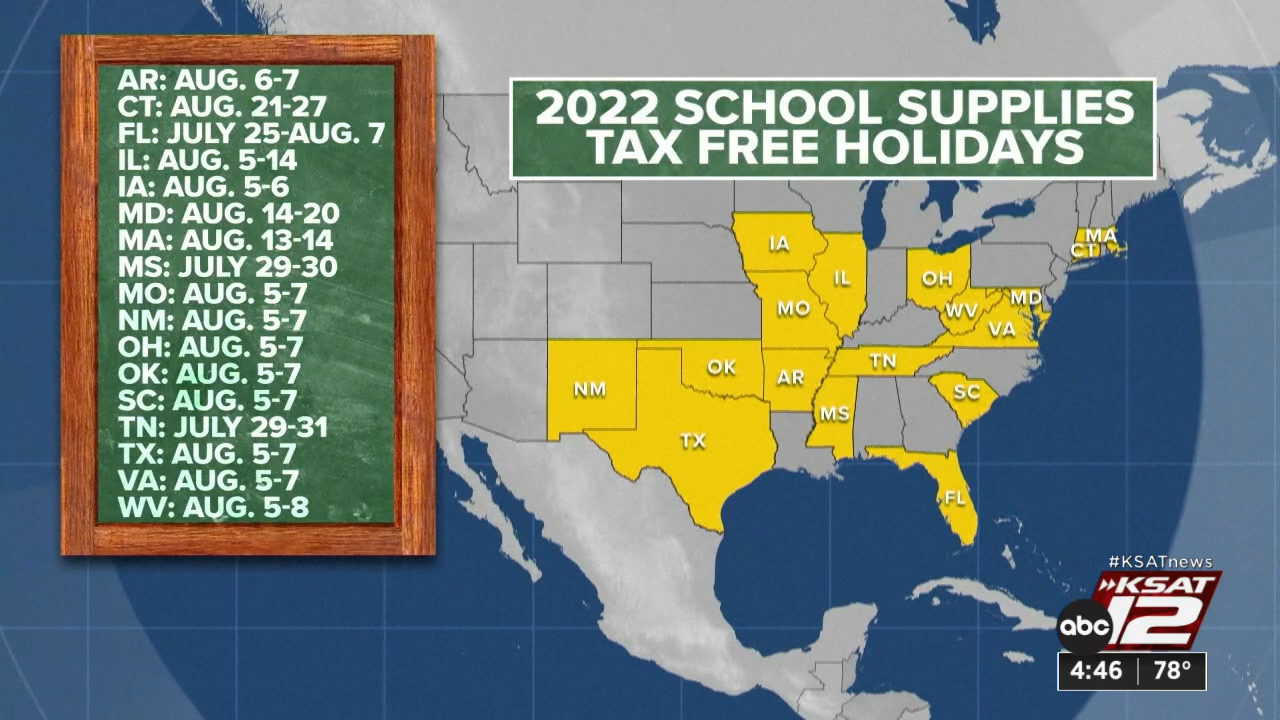 AR: AUG. 6-7
CT: AUG. 21-27
FL: JULY 25-AUG. 7
IL: AUG. 5-14
IA: AUG. 5-6
MD: AUG. 14-20
MA: AUG. 13-14
MS: JULY 29-30
MO: AUG. 5-7
NM: AUG. 5-7
OH: AUG. 5-7
OK: AUG. 5-7
SC: AUG. 5-7
TN: JULY 29-31
TX: AUG. 5-7
VA: AUG. 5-7
WV: AUG. 5-8
2022 SCHOOL SUPPLIES
TAX FREE HOLIDAYS
MA
CT
IA
IL
OH
MD
MO
WV
VA
TN
OK
AR
NM
SC
MS
TX
FL
#KSATnews
KSAT
12
abc
4:46 78°